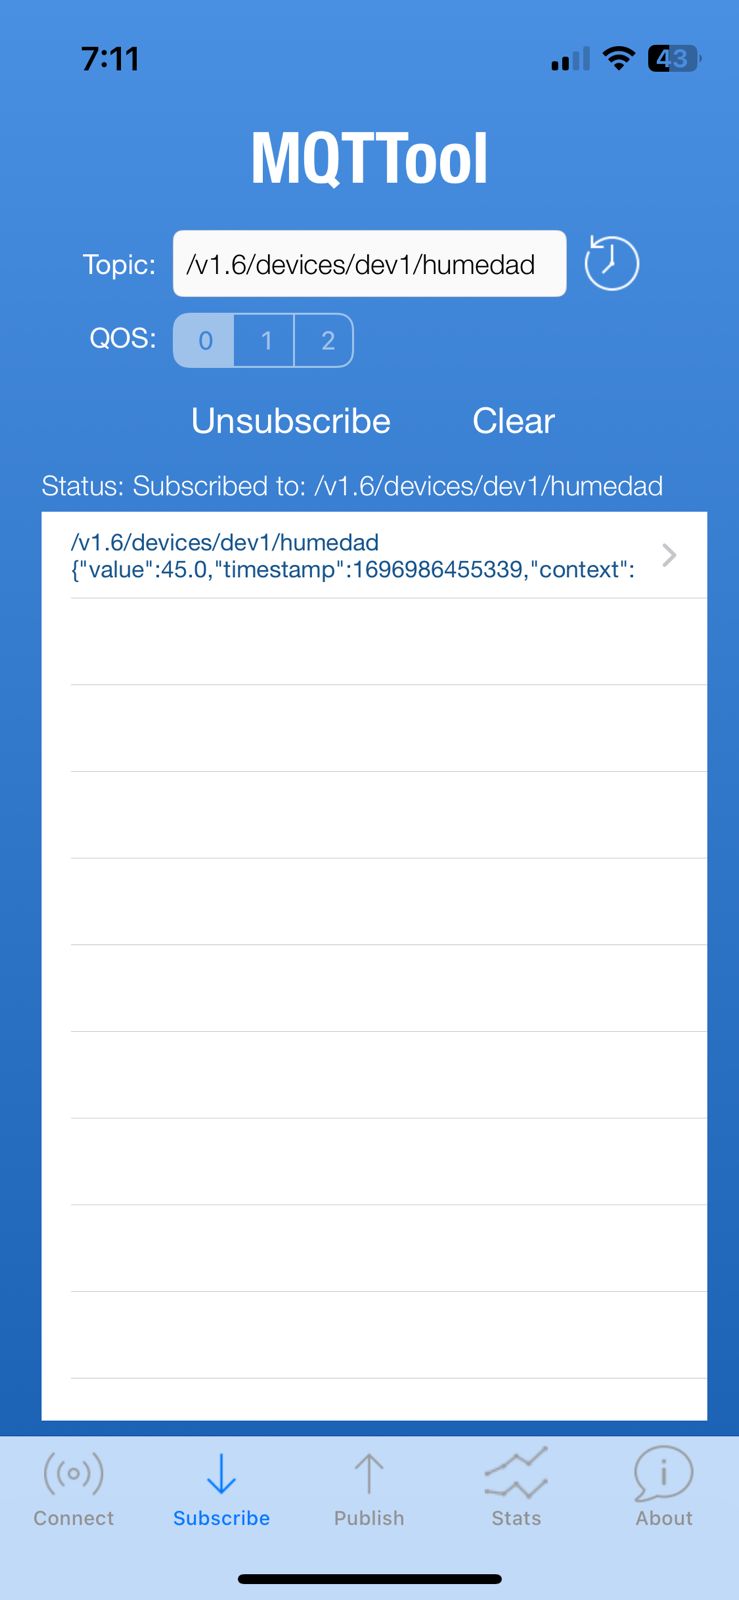 7:11
43
MQTTool
Topic: /v1.6/devices/dev1/humedad
QOS: 0 1 2
Unsubscribe Clear
Status: Subscribed to: /v1.6/devices/dev1/humedad
/v1.6/devices/dev1/humedad
{"value":45.0,"timestamp":1696986455339,"context":
Connect Subscribe Publish Stats About